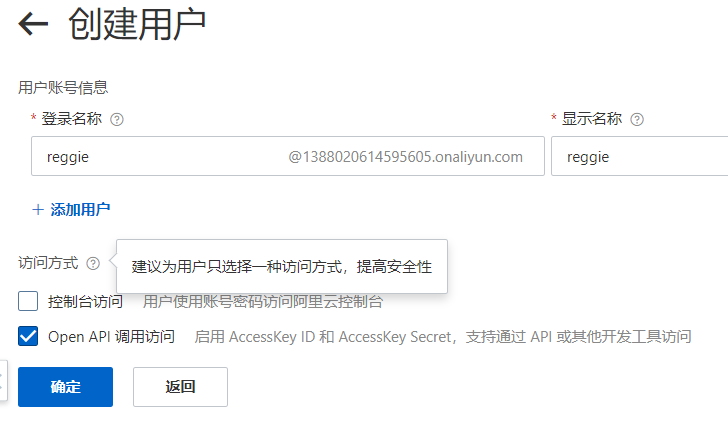 创建用户
用户账号信息
* 登录名称 * 显示名称
reggie @1388020614595605.onaliyun.com reggie
+ 添加用户
访问方式 建议为用户只选择一种访问方式，提高安全性
控制台访问 用户使用账号密码访问阿里云控制台
Open API 调用访问 启用 AccessKey ID 和 AccessKey Secret，支持通过 API 或其他开发工具访问
确定 返回